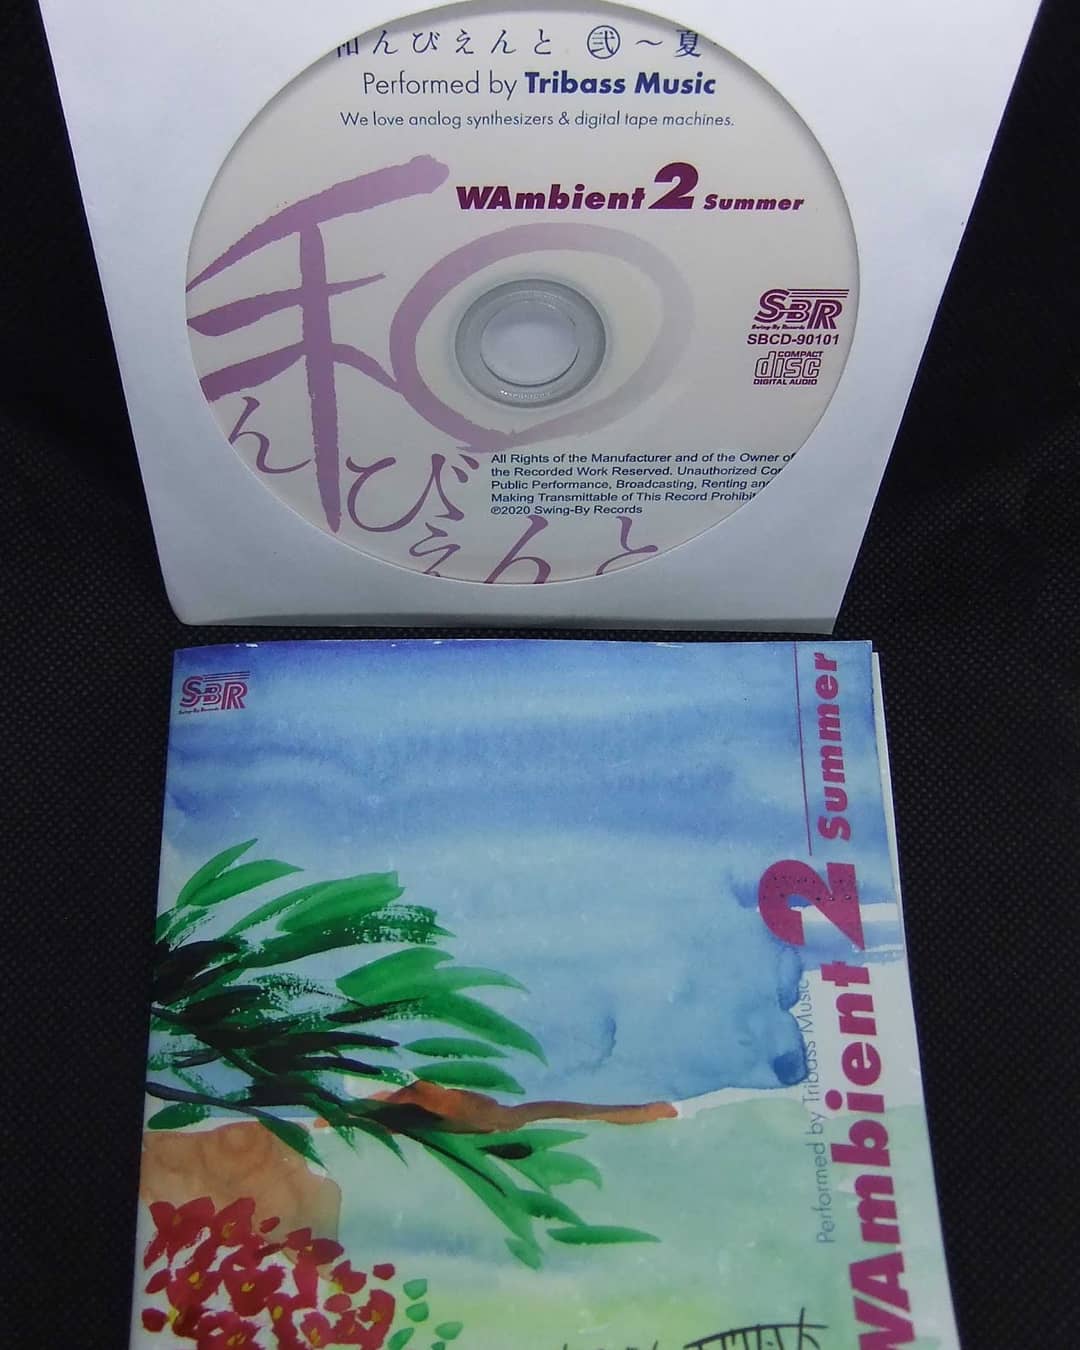 和んびえんと 弐 ～夏
Performed by Tribass Music
We love analog synthesizers & digital tape machines.
WAmbient 2 Summer
SBR
Swing-By Records
SBCD-90101
COMPACT
disc
DIGITAL AUDIO
和
んびえんと
All Rights of the Manufacturer and of the Owner of
the Recorded Work Reserved. Unauthorized
Public Performance, Broadcasting, Renting and
Making Transmittable of This Record
℗2020 Swing-By Records
SBR
Swing-By Records
WAmbient 2 Summer
Performed by Tribass Music